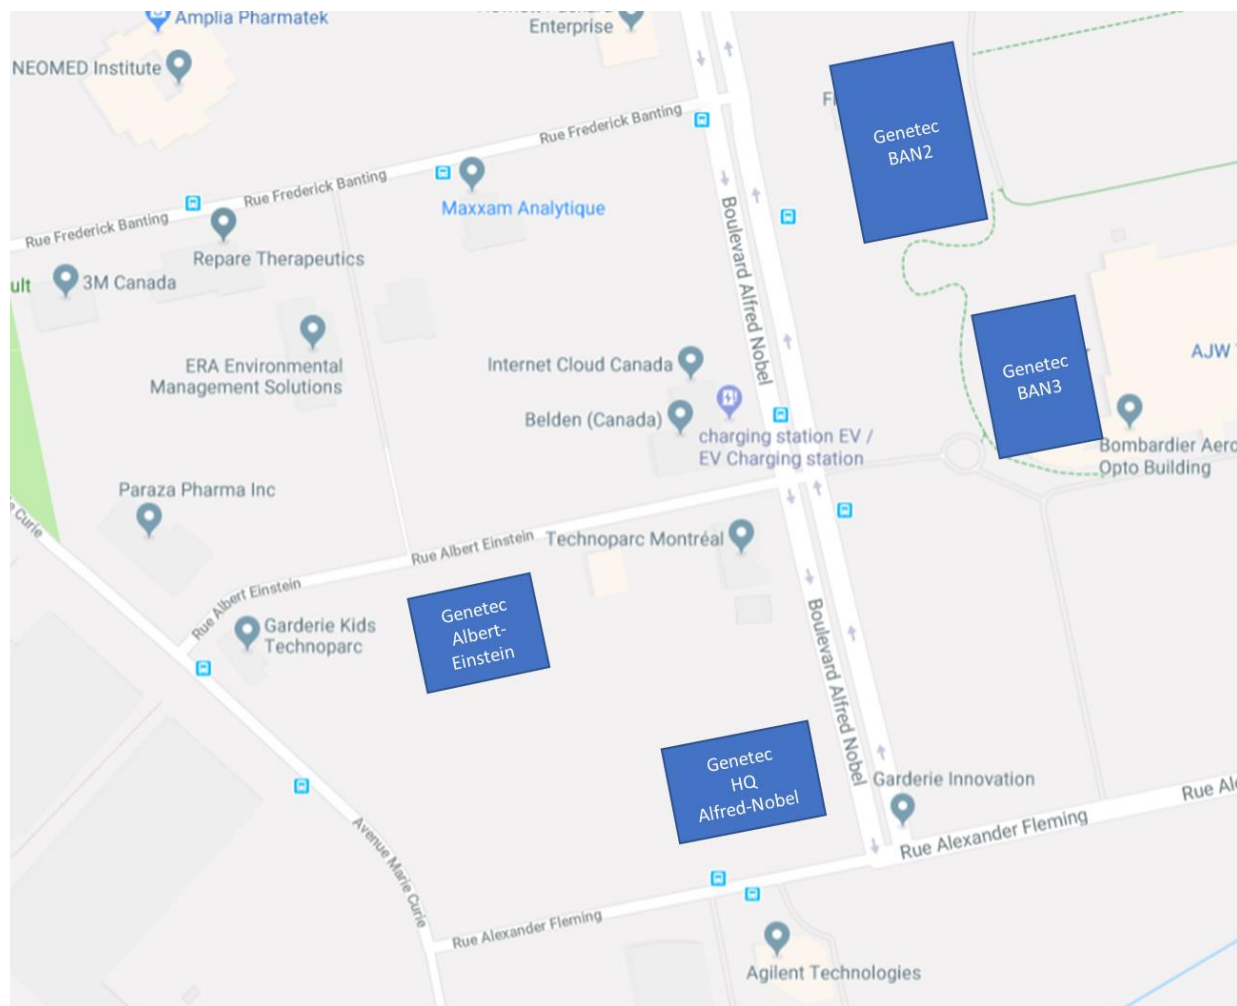 Amplia Pharmatek
Enterprise
NEOMED Institute
Rue Frederick Banting
Rue Frederick Banting
Rue Frederick Banting
Maxxam Analytique
Repare Therapeutics
3M Canada
ERA Environmental
Management Solutions
Internet Cloud Canada
Belden (Canada)
charging station EV /
EV Charging station
Boulevard Alfred Nobel
Genetec
BAN2
Genetec
BAN3
AJW
Bombardier Aero
Opto Building
Paraza Pharma Inc
Curie
Rue Albert Einstein
Rue Albert Einstein
Technoparc Montréal
Garderie Kids
Technoparc
Genetec
Albert-
Einstein
Boulevard Alfred Nobel
Genetec
HQ
Alfred-Nobel
Garderie Innovation
Avenue Marie Curie
Rue Alexander Fleming
Rue Alexander Fleming
Agilent Technologies